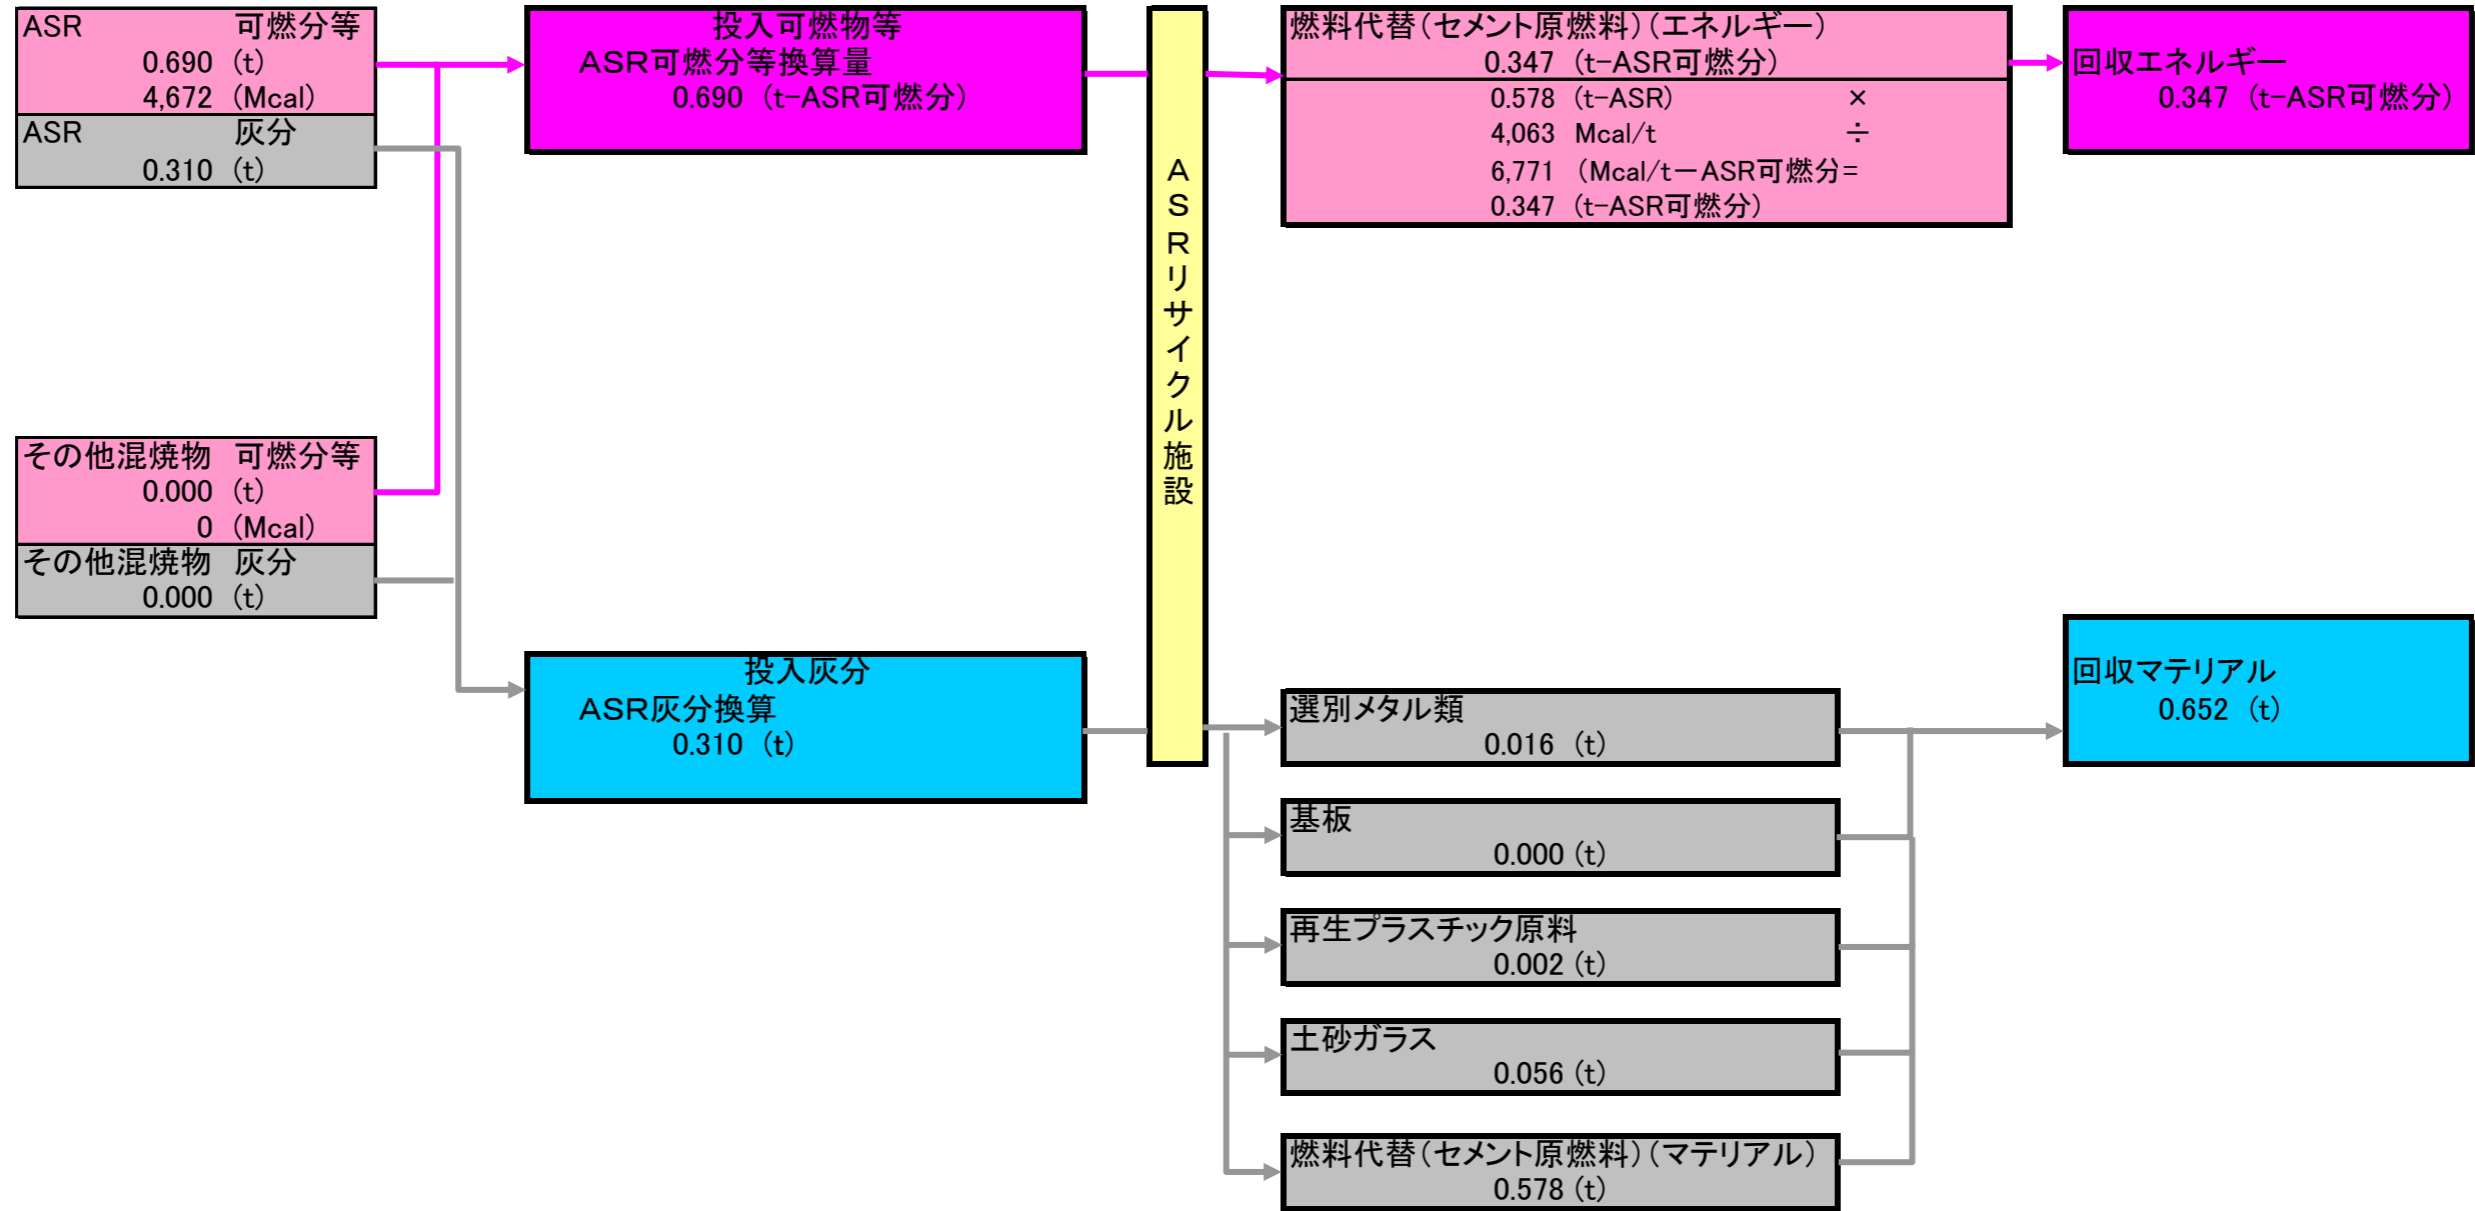 ASR 可燃分等
0.690 (t)
4,672 (Mcal)
ASR 灰分
0.310 (t)
その他混焼物 可燃分等
0.000 (t)
0 (Mcal)
その他混焼物 灰分
0.000 (t)
投入可燃物等
ASR可燃分等換算量
0.690 (t-ASR可燃分)
投入灰分
ASR灰分換算
0.310 (t)
ASRリサイクル施設
燃料代替(セメント原燃料)(エネルギー)
0.347 (t-ASR可燃分)
0.578 (t-ASR) ×
4,063 Mcal/t ÷
6,771 (Mcal/t-ASR可燃分=
0.347 (t-ASR可燃分)
選別メタル類
0.016 (t)
基板
0.000 (t)
再生プラスチック原料
0.002 (t)
土砂ガラス
0.056 (t)
燃料代替(セメント原燃料)(マテリアル)
0.578 (t)
回収エネルギー
0.347 (t-ASR可燃分)
回収マテリアル
0.652 (t)